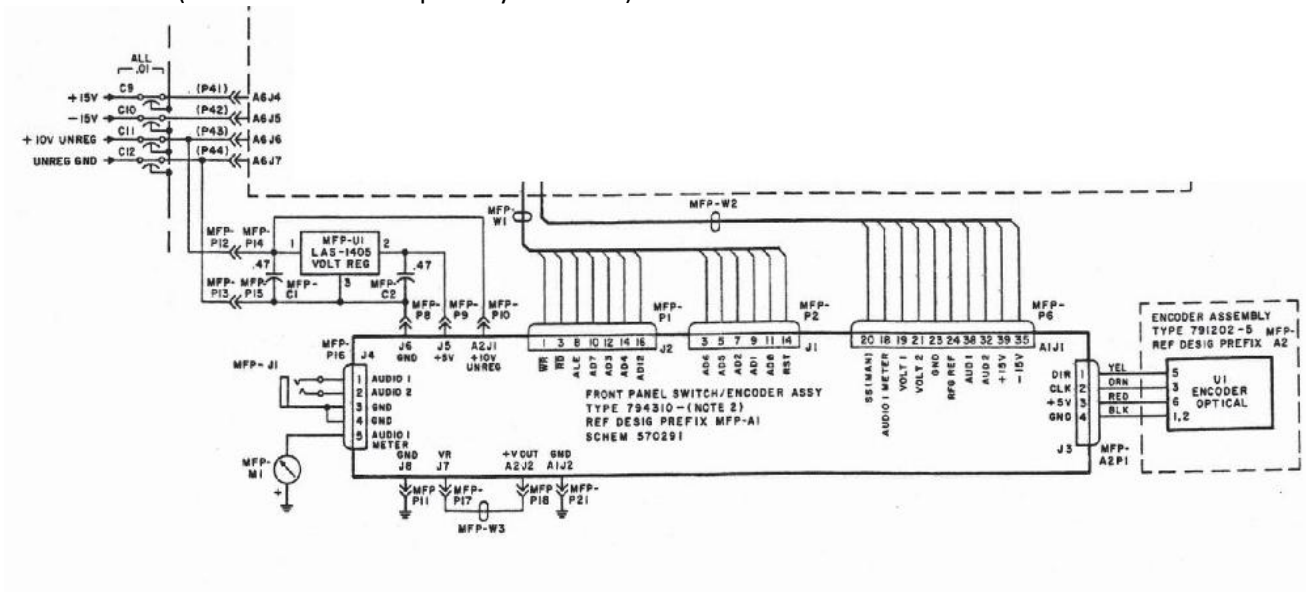 ALL
.01
C9
(P41)
+15V
A6J4
C10
(P42)
-15V
A6J5
C11
(P43)
+10V UNREG
A6J6
C12
(P44)
UNREG GND
A6J7
MFP-
W1
MFP-W2
MFP-
P12
MFP-
P14
1
MFP-U1
LAS-1405
VOLT REG
2
3
.47
MFP-
C1
.47
MFP-
C2
MFP-
P13
MFP-
P15
MFP-
P8
MFP-
P9
MFP-
P10
MFP-
P1
MFP-
P2
MFP-
P6
J6
GND
J5
+5V
A2J1
+10V
UNREG
1 3 8 10 12 14 16
J2
WR RD ALE AD7 AD3 AD4 AD12
3 5 7 9 11 14
J1
AD6 AD5 AD2 AD1 AD0 RST
20 18 19 21 23 24 38 32 39 35
A1J1
SS(MAN) AUDIO 1 METER VOLT 1 VOLT 2 GND RFG REF AUD 1 AUD 2 +15V -15V
MFP-
P16
J4
MFP-J1
1 AUDIO 1
2 AUDIO 2
3 GND
4 GND
5 AUDIO 1
METER
MFP-
M1
+
FRONT PANEL SWITCH/ENCODER ASSY
TYPE 794310-(NOTE 2)
REF DESIG PREFIX MFP-A1
SCHEM 570291
GND
J8
VR
J7
+V OUT
A2J2
GND
A1J2
MFP
P11
MFP-
P17
MFP
P18
MFP-
P21
MFP-W3
ENCODER ASSEMBLY
TYPE 791202-5 MFP-
REF DESIG PREFIX A2
DIR 1 YEL 5
CLK 2 ORN 3
+5V 3 RED 6
GND 4 BLK 1,2
U1
ENCODER
OPTICAL
J3
MFP-
A2P1